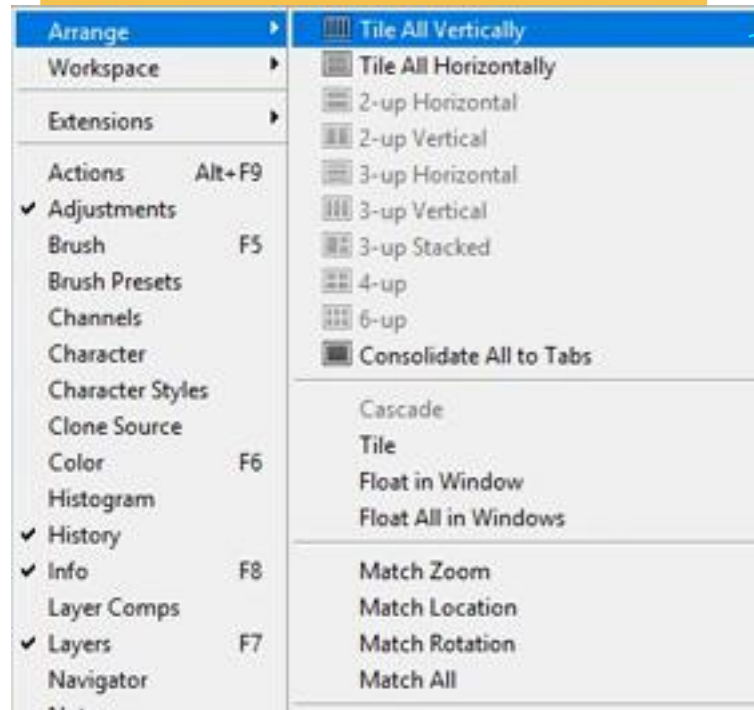 Arrange
Workspace
Extensions
Actions Alt+F9
Adjustments
Brush F5
Brush Presets
Channels
Character
Character Styles
Clone Source
Color F6
Histogram
History
Info F8
Layer Comps
Layers F7
Navigator
Tile All Vertically
Tile All Horizontally
2-up Horizontal
2-up Vertical
3-up Horizontal
3-up Vertical
3-up Stacked
4-up
6-up
Consolidate All to Tabs
Cascade
Tile
Float in Window
Float All in Windows
Match Zoom
Match Location
Match Rotation
Match All